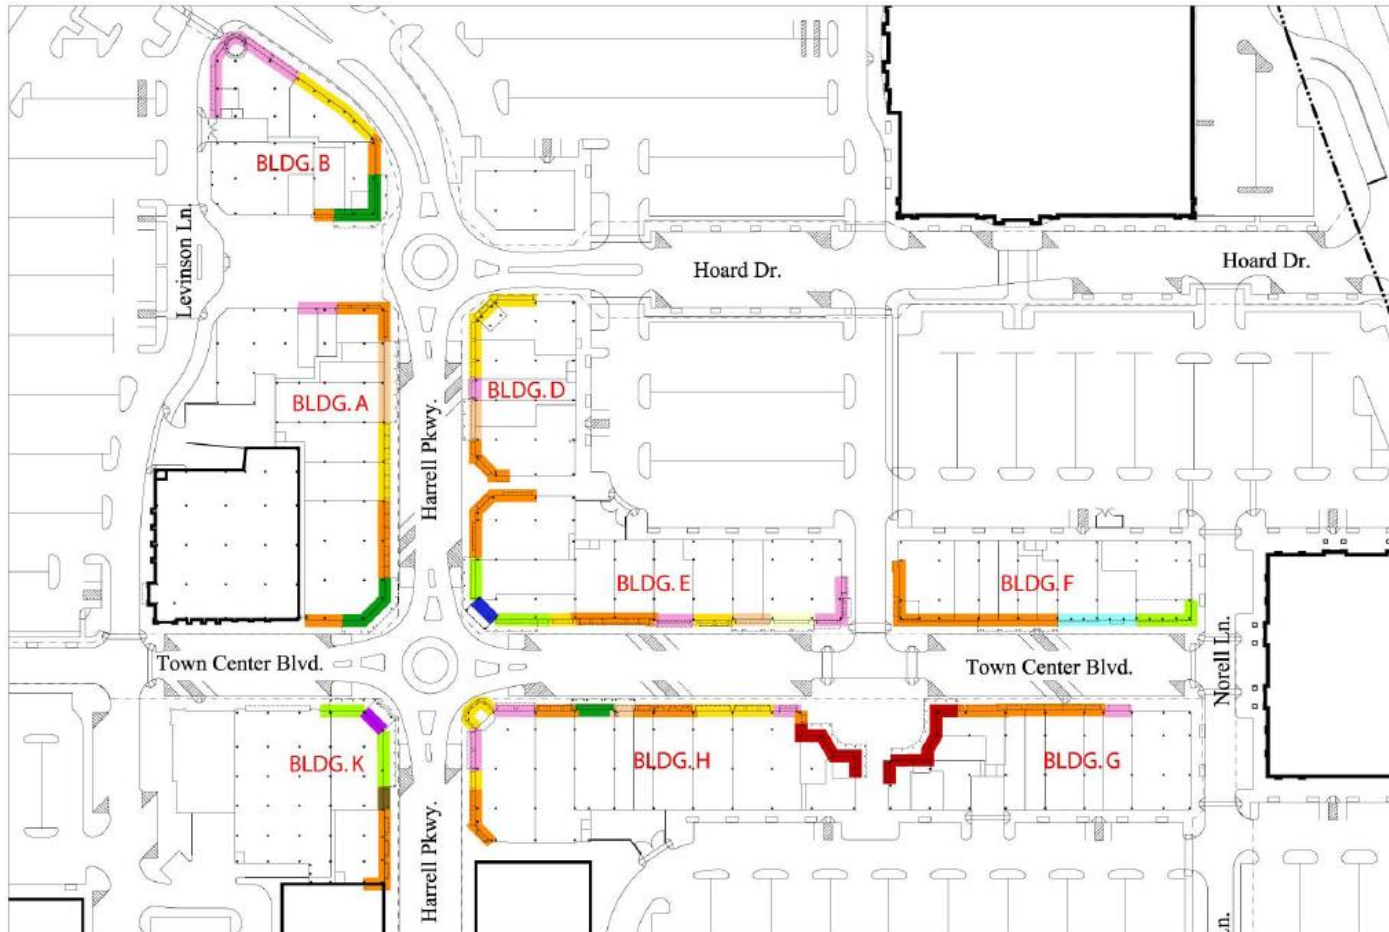 BLDG. B
Levinson Ln.
Hoard Dr.
Hoard Dr.
BLDG. A
Harrell Pkwy.
BLDG. D
BLDG. E
BLDG. F
Town Center Blvd.
Town Center Blvd.
Norell Ln.
BLDG. K
BLDG. H
BLDG. G
Harrell Pkwy.
Ln.